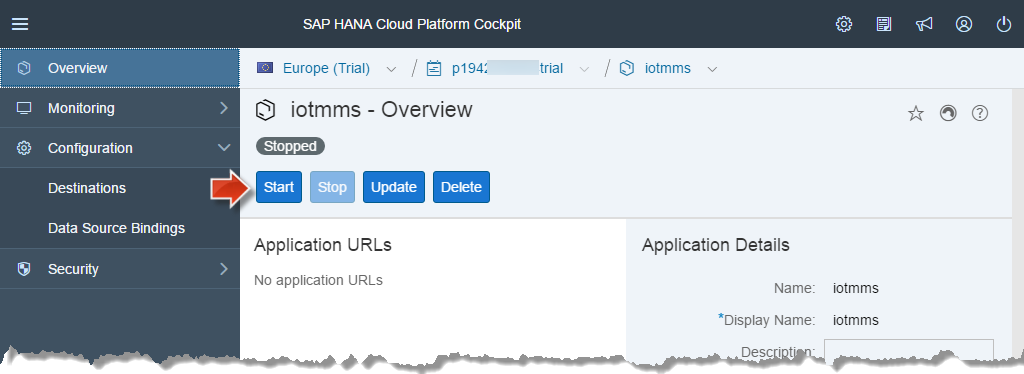 SAP HANA Cloud Platform Cockpit
Overview
Monitoring
Configuration
Destinations
Data Source Bindings
Security
Europe (Trial) / p1942 trial / iotmms
iotmms - Overview
Stopped
Start Stop Update Delete
Application URLs
No application URLs
Application Details
Name: iotmms
*Display Name: iotmms
Description: